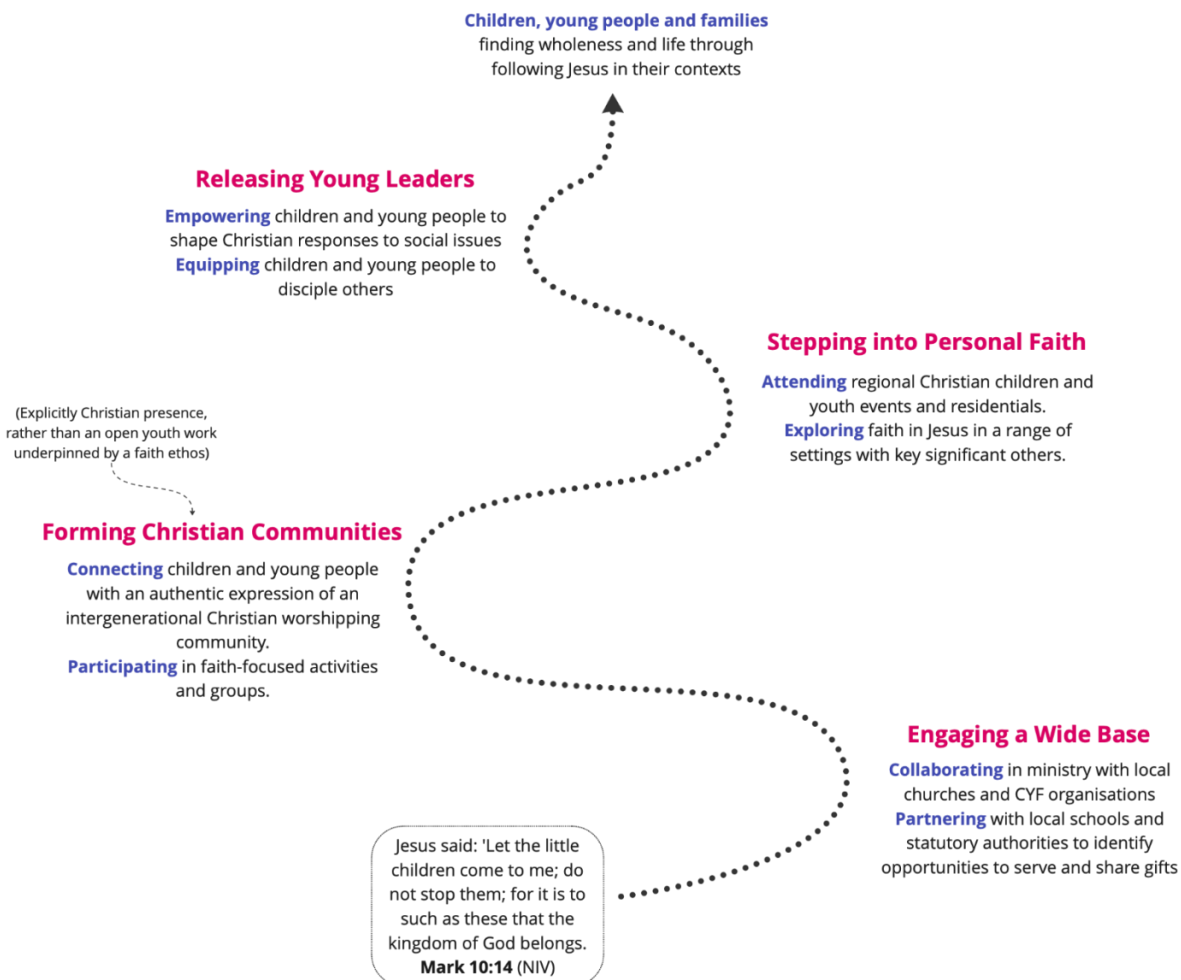 Children, young people and families
finding wholeness and life through
following Jesus in their contexts
Releasing Young Leaders
Empowering children and young people to
shape Christian responses to social issues
Equipping children and young people to
disciple others
Stepping into Personal Faith
Attending regional Christian children and
youth events and residentials.
Exploring faith in Jesus in a range of
settings with key significant others.
(Explicitly Christian presence,
rather than an open youth work
underpinned by a faith ethos)
Forming Christian Communities
Connecting children and young people
with an authentic expression of an
intergenerational Christian worshipping
community.
Participating in faith-focused activities
and groups.
Engaging a Wide Base
Collaborating in ministry with local
churches and CYF organisations
Partnering with local schools and
statutory authorities to identify
opportunities to serve and share gifts
Jesus said: 'Let the little
children come to me; do
not stop them; for it is to
such as these that the
kingdom of God belongs.
Mark 10:14 (NIV)